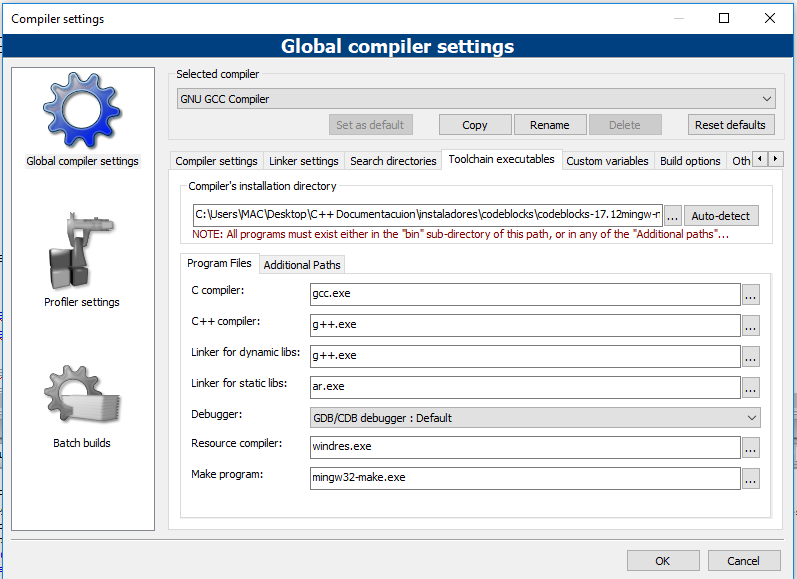 Compiler settings
Global compiler settings
Global compiler settings
Profiler settings
Batch builds
Selected compiler
GNU GCC Compiler
Set as default Copy Rename Delete Reset defaults
Compiler settings Linker settings Search directories Toolchain executables Custom variables Build options Oth
Compiler's installation directory
C:\Users\MAC\Desktop\C++ Documentacuion\instaladores\codeblocks\codeblocks-17.12mingw-r ... Auto-detect
NOTE: All programs must exist either in the "bin" sub-directory of this path, or in any of the "Additional paths"...
Program Files Additional Paths
C compiler: gcc.exe ...
C++ compiler: g++.exe ...
Linker for dynamic libs: g++.exe ...
Linker for static libs: ar.exe ...
Debugger: GDB/CDB debugger : Default
Resource compiler: windres.exe ...
Make program: mingw32-make.exe ...
OK Cancel